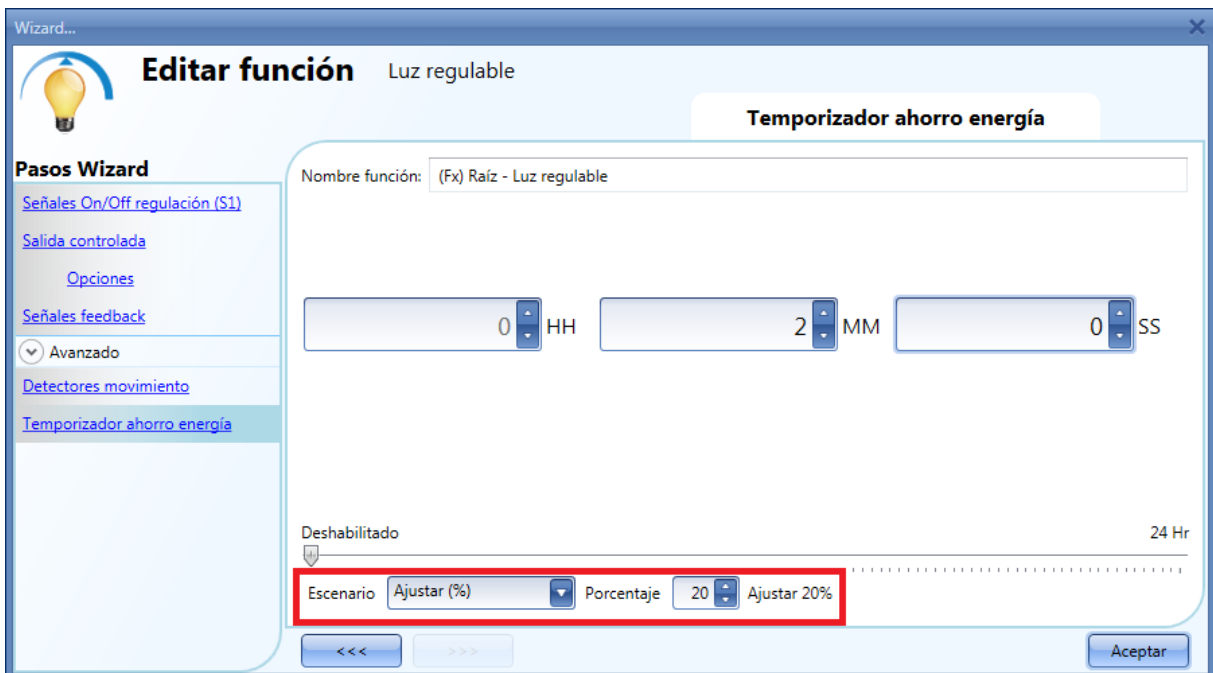 Wizard...
Editar función Luz regulable
Temporizador ahorro energía
Pasos Wizard
Señales On/Off regulación (S1)
Salida controlada
Opciones
Señales feedback
Avanzado
Detectores movimiento
Temporizador ahorro energía
Nombre función: (Fx) Raíz - Luz regulable
0 HH 2 MM 0 SS
Deshabilitado 24 Hr
Escenario Ajustar (%) Porcentaje 20 Ajustar 20%
<<< >>> Aceptar